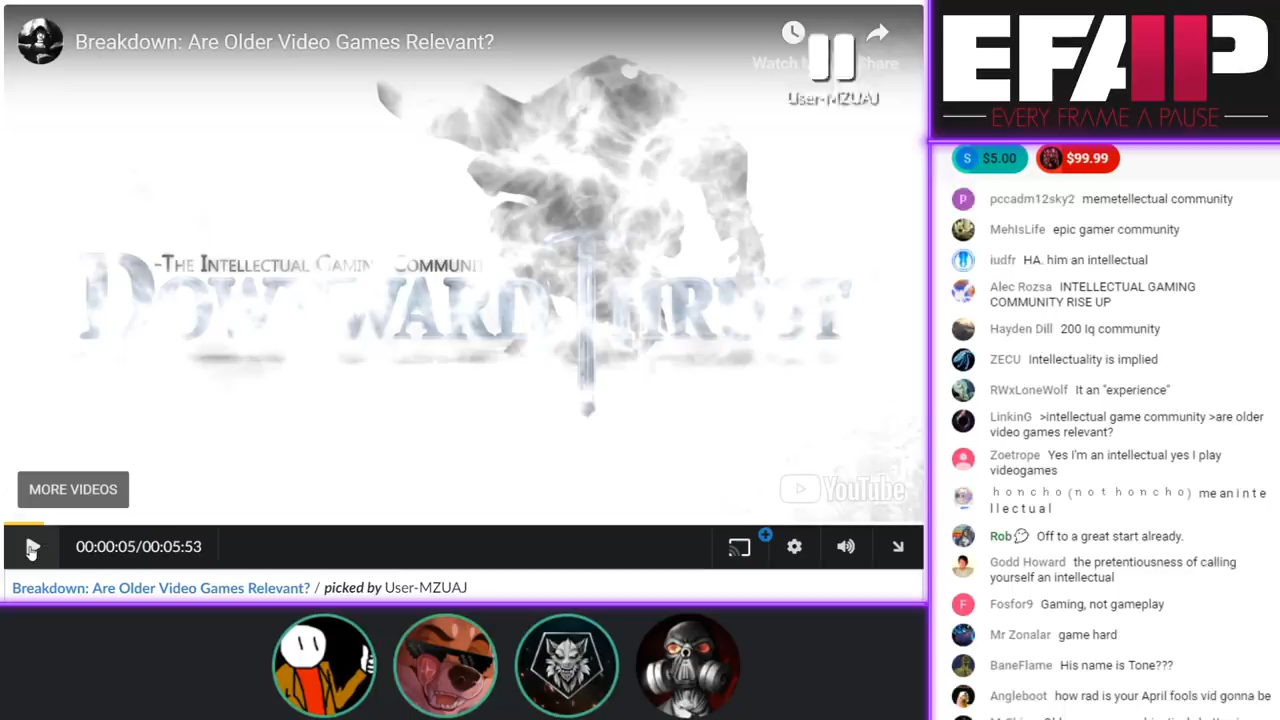 Breakdown: Are Older Video Games Relevant?
Share
User-MZUAJ
-The Intellectual Gaming Communi
Downward Thrust
MORE VIDEOS
YouTube
00:00:05/00:05:53
Breakdown: Are Older Video Games Relevant? / picked by User-MZUAJ
EFAP
EVERY FRAME A PAUSE
S $5.00 $99.99
pccadm12sky2 memetellectual community
MehIsLife epic gamer community
iudfr HA. him an intellectual
Alec Rozsa INTELLECTUAL GAMING
COMMUNITY RISE UP
Hayden Dill 200 Iq community
ZECU Intellectuality is implied
RWxLoneWolf It an "experience"
LinkinG >intellectual game community >are older
video games relevant?
Zoetrope Yes I'm an intellectual yes I play
videogames
h o n c h o ( n o t h o n c h o ) m e a n i n t e
l l e c t u a l
Rob Off to a great start already.
Godd Howard the pretentiousness of calling
yourself an intellectual
F Fosfor9 Gaming, not gameplay
Mr Zonalar game hard
BaneFlame His name is Tone???
Angleboot how rad is your April fools vid gonna be